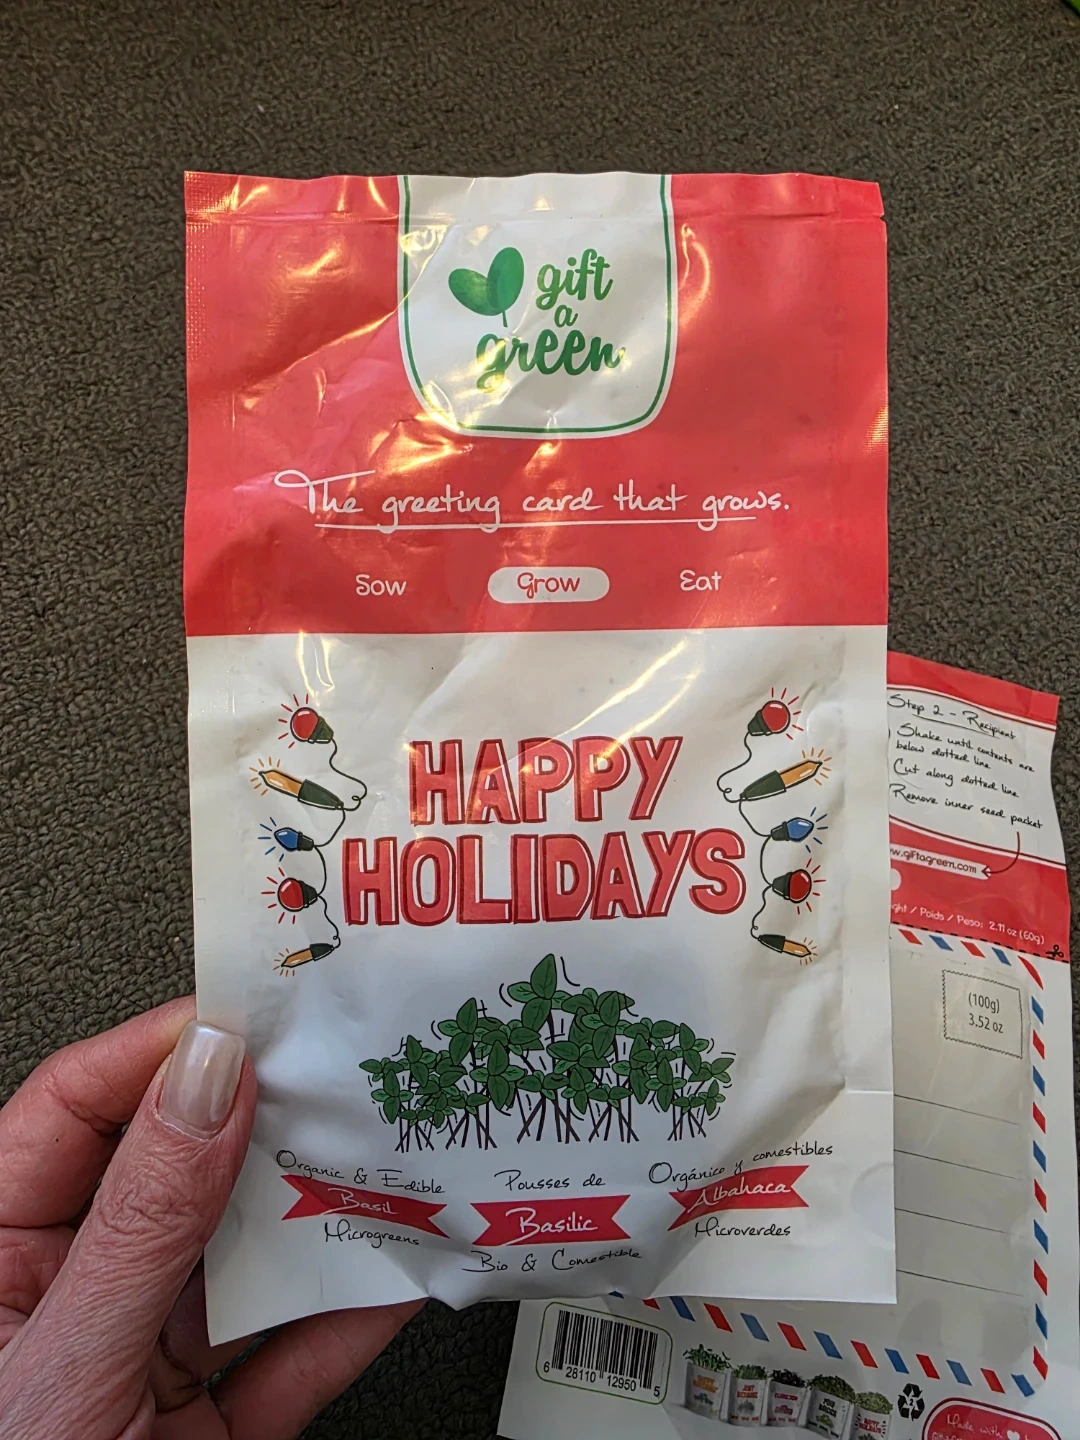 gift
a
green
The greeting card that grows.
Sow Grow Eat
HAPPY
HOLIDAYS
Organic & Edible
Basil
Microgreens
Pousses de
Basilic
Bio & Comestible
Orgánico y comestibles
Albahaca
Microverdes
Step 2 - Recipient
Shake until contents are
below dotted line
Cut along dotted line
Remove inner seed packet
w.giftagreen.com
ght / Poids / Peso: 2.11 oz (60g)
(100g)
3.52 oz
6 28110 12950 5
Made with